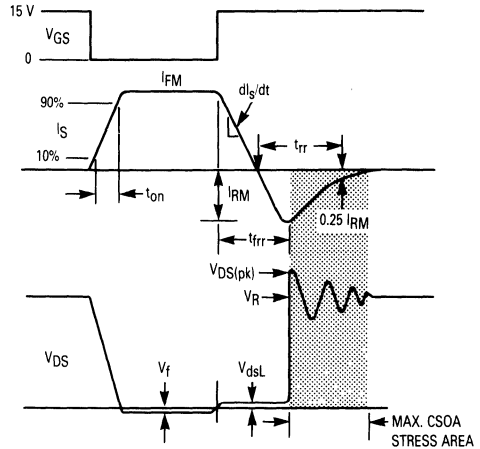 15 V
VGS
0
IFM
90%
dIS/dt
IS
trr
10%
ton
IRM
0.25 IRM
tfrr
VDS(pk)
VR
VDS
Vf
VdsL
MAX. CSOA
STRESS AREA